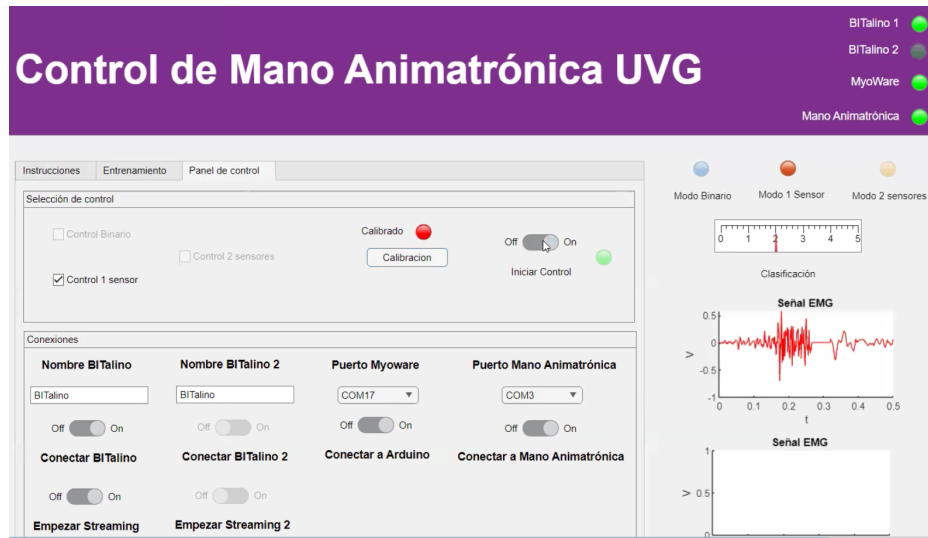 Control de Mano Animatrónica UVG
BITalino 1
BITalino 2
MyoWare
Mano Animatrónica
Instrucciones
Entrenamiento
Panel de control
Selección de control
Control Binario
Control 2 sensores
Control 1 sensor
Calibrado
Calibracion
Off On
Iniciar Control
Conexiones
Nombre BITalino
Nombre BITalino 2
Puerto Myoware
Puerto Mano Animatrónica
BITalino
BITalino
COM17
COM3
Off On
Off On
Off On
Off On
Conectar BITalino
Conectar BITalino 2
Conectar a Arduino
Conectar a Mano Animatrónica
Off On
Off On
Empezar Streaming
Empezar Streaming 2
Modo Binario
Modo 1 Sensor
Modo 2 sensores
0 1 2 3 4 5
Clasificación
Señal EMG
0.5
0
-0.5
-1
V
0 0.1 0.2 0.3 0.4 0.5
t
Señal EMG
1
0.5
0
V